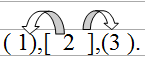 ( 1),[ 2 ],(3 ).